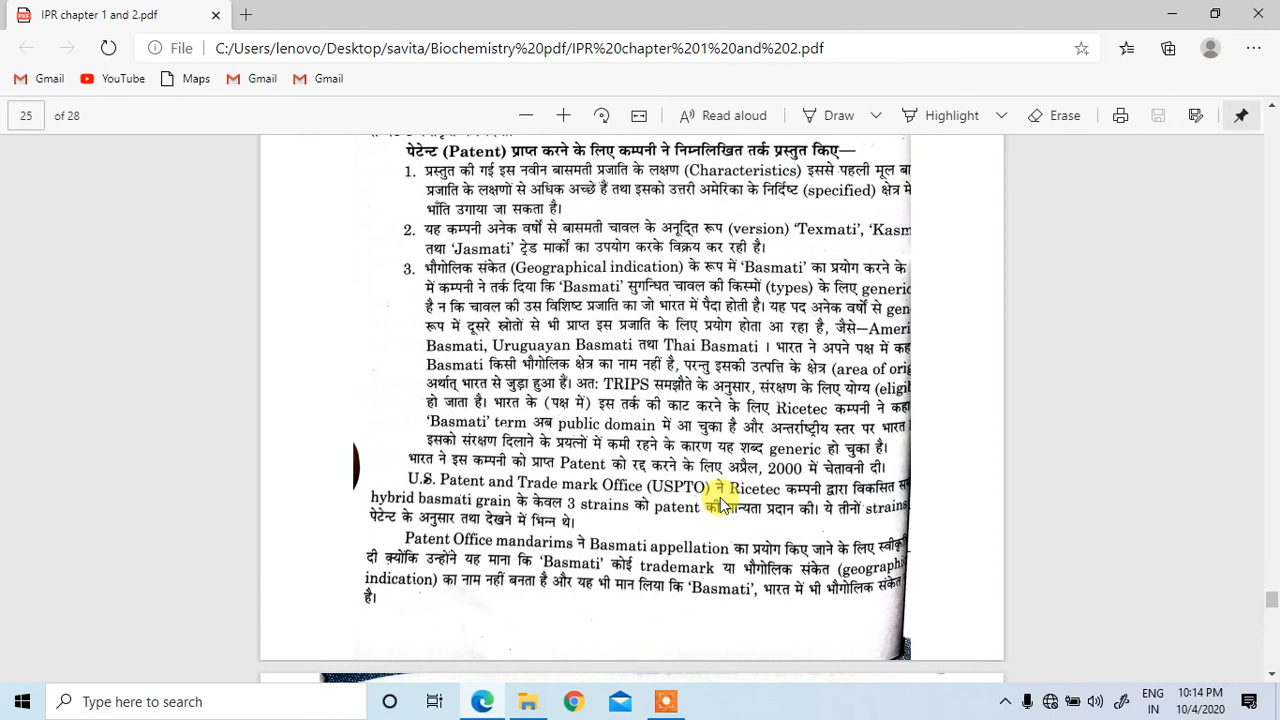 IPR chapter 1 and 2.pdf
File C:/Users/lenovo/Desktop/savita/Biochemistry%20pdf/IPR%20chapter%201%20and%202.pdf
Gmail YouTube Maps Gmail Gmail
25 of 28 Read aloud Draw Highlight Erase
पेटेन्ट (Patent) प्राप्त करने के लिए कम्पनी ने निम्नलिखित तर्क प्रस्तुत किए—
1. प्रस्तुत की गई इस नवीन बासमती प्रजाति के लक्षण (Characteristics) इससे पहली मूल बा
प्रजाति के लक्षणों से अधिक अच्छे हैं तथा इसको उत्तरी अमेरिका के निर्दिष्ट (specified) क्षेत्र में
भाँति उगाया जा सकता है।
2. यह कम्पनी अनेक वर्षों से बासमती चावल के अनूदित रूप (version) 'Texmati', 'Kasm
तथा 'Jasmati' ट्रेड मार्कों का उपयोग करके विक्रय कर रही है।
3. भौगोलिक संकेत (Geographical indication) के रूप में 'Basmati' का प्रयोग करने के
में कम्पनी ने तर्क दिया कि 'Basmati' सुगन्धित चावल की किस्मों (types) के लिए generic
है न कि चावल की उस विशिष्ट प्रजाति का जो भारत में पैदा होती है। यह पद अनेक वर्षों से gen
रूप में दूसरे स्रोतों से भी प्राप्त इस प्रजाति के लिए प्रयोग होता आ रहा है, जैसे—Ameri
Basmati, Uruguayan Basmati तथा Thai Basmati । भारत ने अपने पक्ष में कह
Basmati किसी भौगोलिक क्षेत्र का नाम नहीं है, परन्तु इसकी उत्पत्ति के क्षेत्र (area of orig
अर्थात् भारत से जुड़ा हुआ है। अतः TRIPS समझौते के अनुसार, संरक्षण के लिए योग्य (eligib
हो जाता है। भारत के (पक्ष में) इस तर्क की काट करने के लिए Ricetec कम्पनी ने कहा
'Basmati' term अब public domain में आ चुका है और अन्तर्राष्ट्रीय स्तर पर भारत
इसको संरक्षण दिलाने के प्रयत्नों में कमी रहने के कारण यह शब्द generic हो चुका है।
भारत ने इस कम्पनी को प्राप्त Patent को रद्द करने के लिए अप्रैल, 2000 में चेतावनी दी।
U.S. Patent and Trade mark Office (USPTO) ने Ricetec कम्पनी द्वारा विकसित
hybrid basmati grain के केवल 3 strains को patent की मान्यता प्रदान की। ये तीनों strains
पेटेन्ट के अनुसार तथा देखने में भिन्न थे।
Patent Office mandarims ने Basmati appellation का प्रयोग किए जाने के लिए स्वीकृ
दी क्योंकि उन्होंने यह माना कि 'Basmati' कोई trademark या भौगोलिक संकेत (geographi
indication) का नाम नहीं बनता है और यह भी मान लिया कि 'Basmati', भारत में भी भौगोलिक संकेत
है।
Type here to search
ENG
IN
10:14 PM
10/4/2020